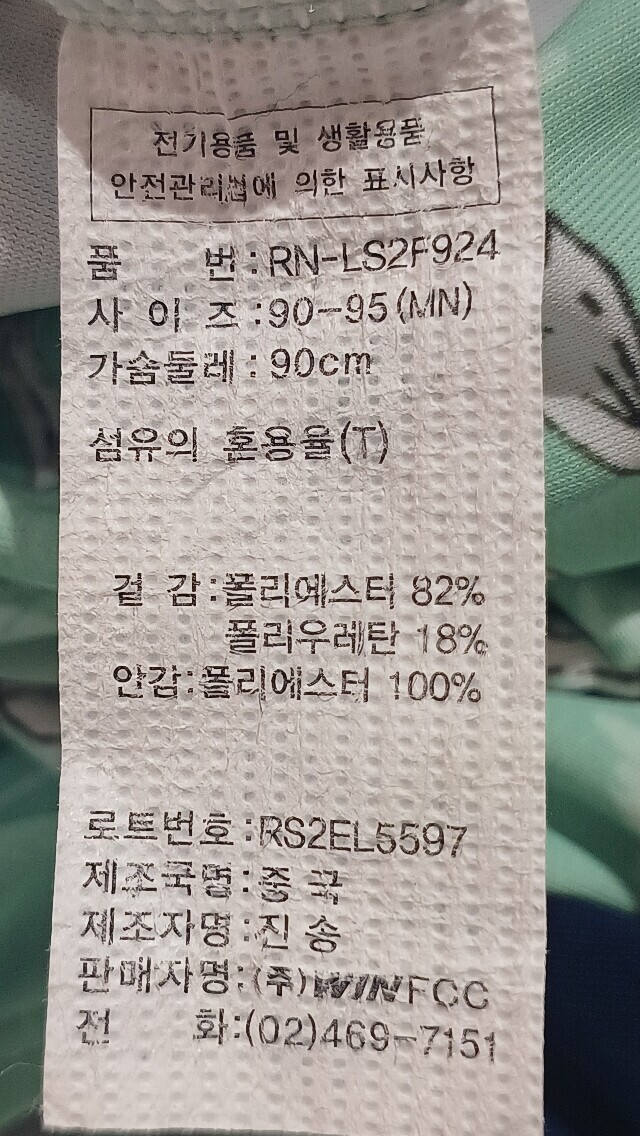 전기용품 및 생활용품
안전관리법에 의한 표시사항
품 번:RN-LS2F924
사 이 즈:90-95(MN)
가슴둘레:90cm
섬유의 혼용율(T)
겉 감:폴리에스터 82%
폴리우레탄 18%
안감:폴리에스터 100%
로트번호:RS2EL5597
제조국명:중 국
제조자명:진 송
판매자명:(주)WINFCC
전 화:(02)469-7151